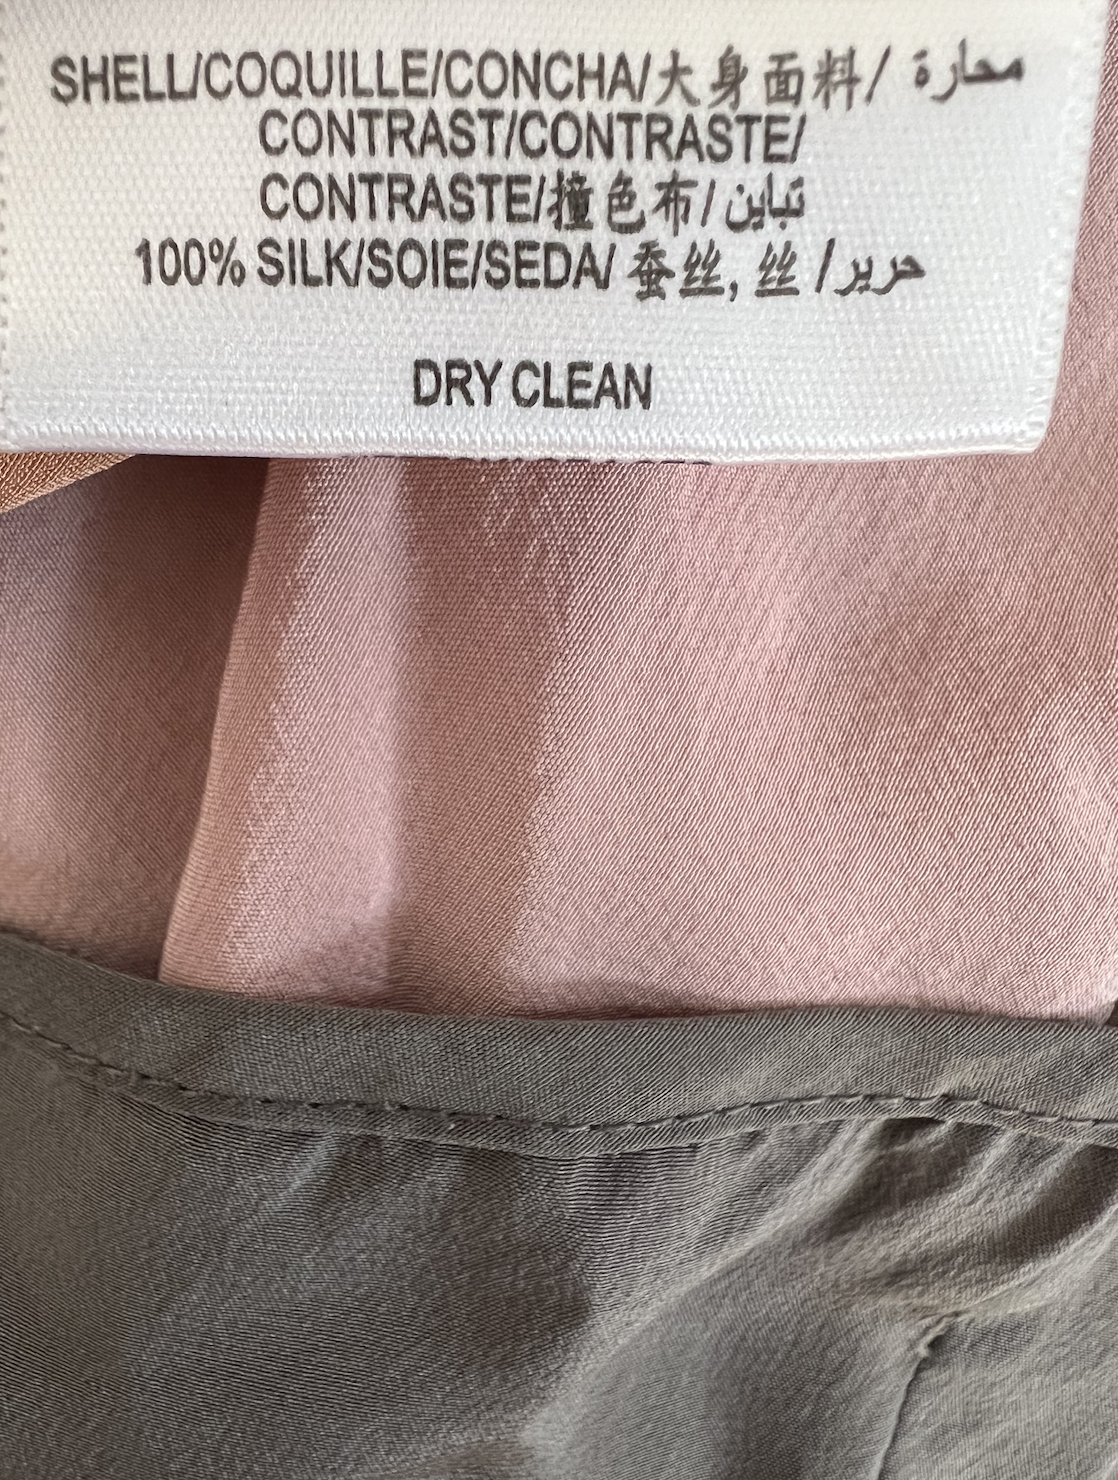 SHELL/COQUILLE/CONCHA/大身面料/ محارة
CONTRAST/CONTRASTE/
CONTRASTE/撞色布/ تباين
100% SILK/SOIE/SEDA/ 蚕丝, 丝 / حرير
DRY CLEAN